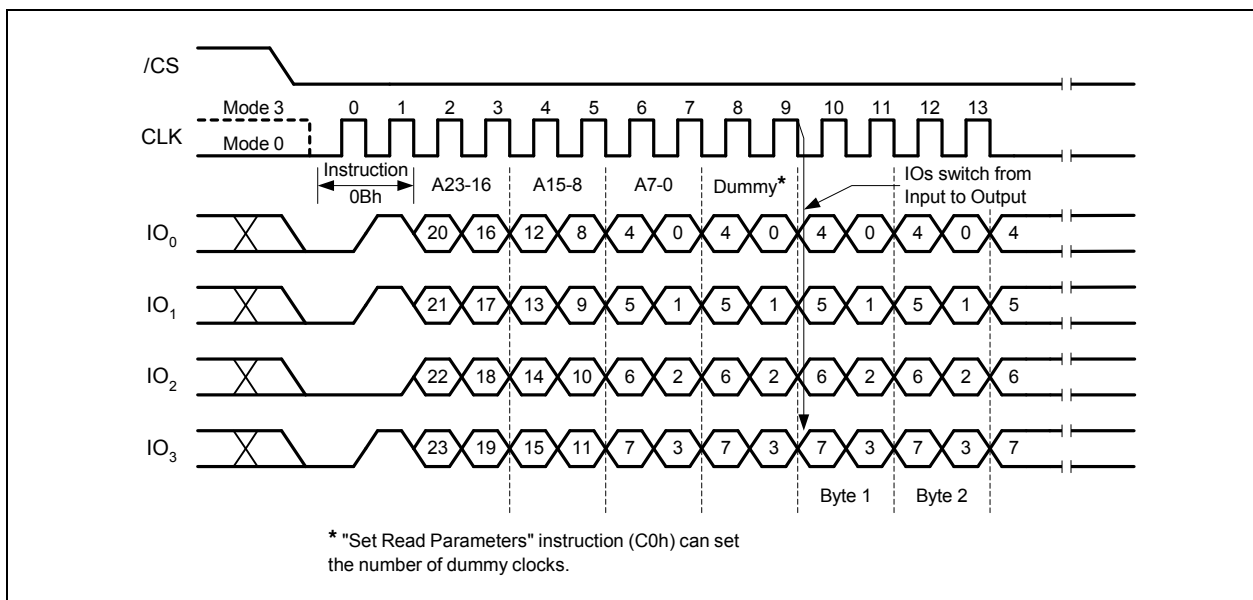 /CS
Mode 3 0 1 2 3 4 5 6 7 8 9 10 11 12 13
CLK
Mode 0
Instruction
0Bh
A23-16 A15-8 A7-0 Dummy*
IOs switch from
Input to Output
IO0 20 16 12 8 4 0 4 0 4 0 4 0 4
IO1 21 17 13 9 5 1 5 1 5 1 5 1 5
IO2 22 18 14 10 6 2 6 2 6 2 6 2 6
IO3 23 19 15 11 7 3 7 3 7 3 7 3 7
Byte 1 Byte 2
* "Set Read Parameters" instruction (C0h) can set
the number of dummy clocks.